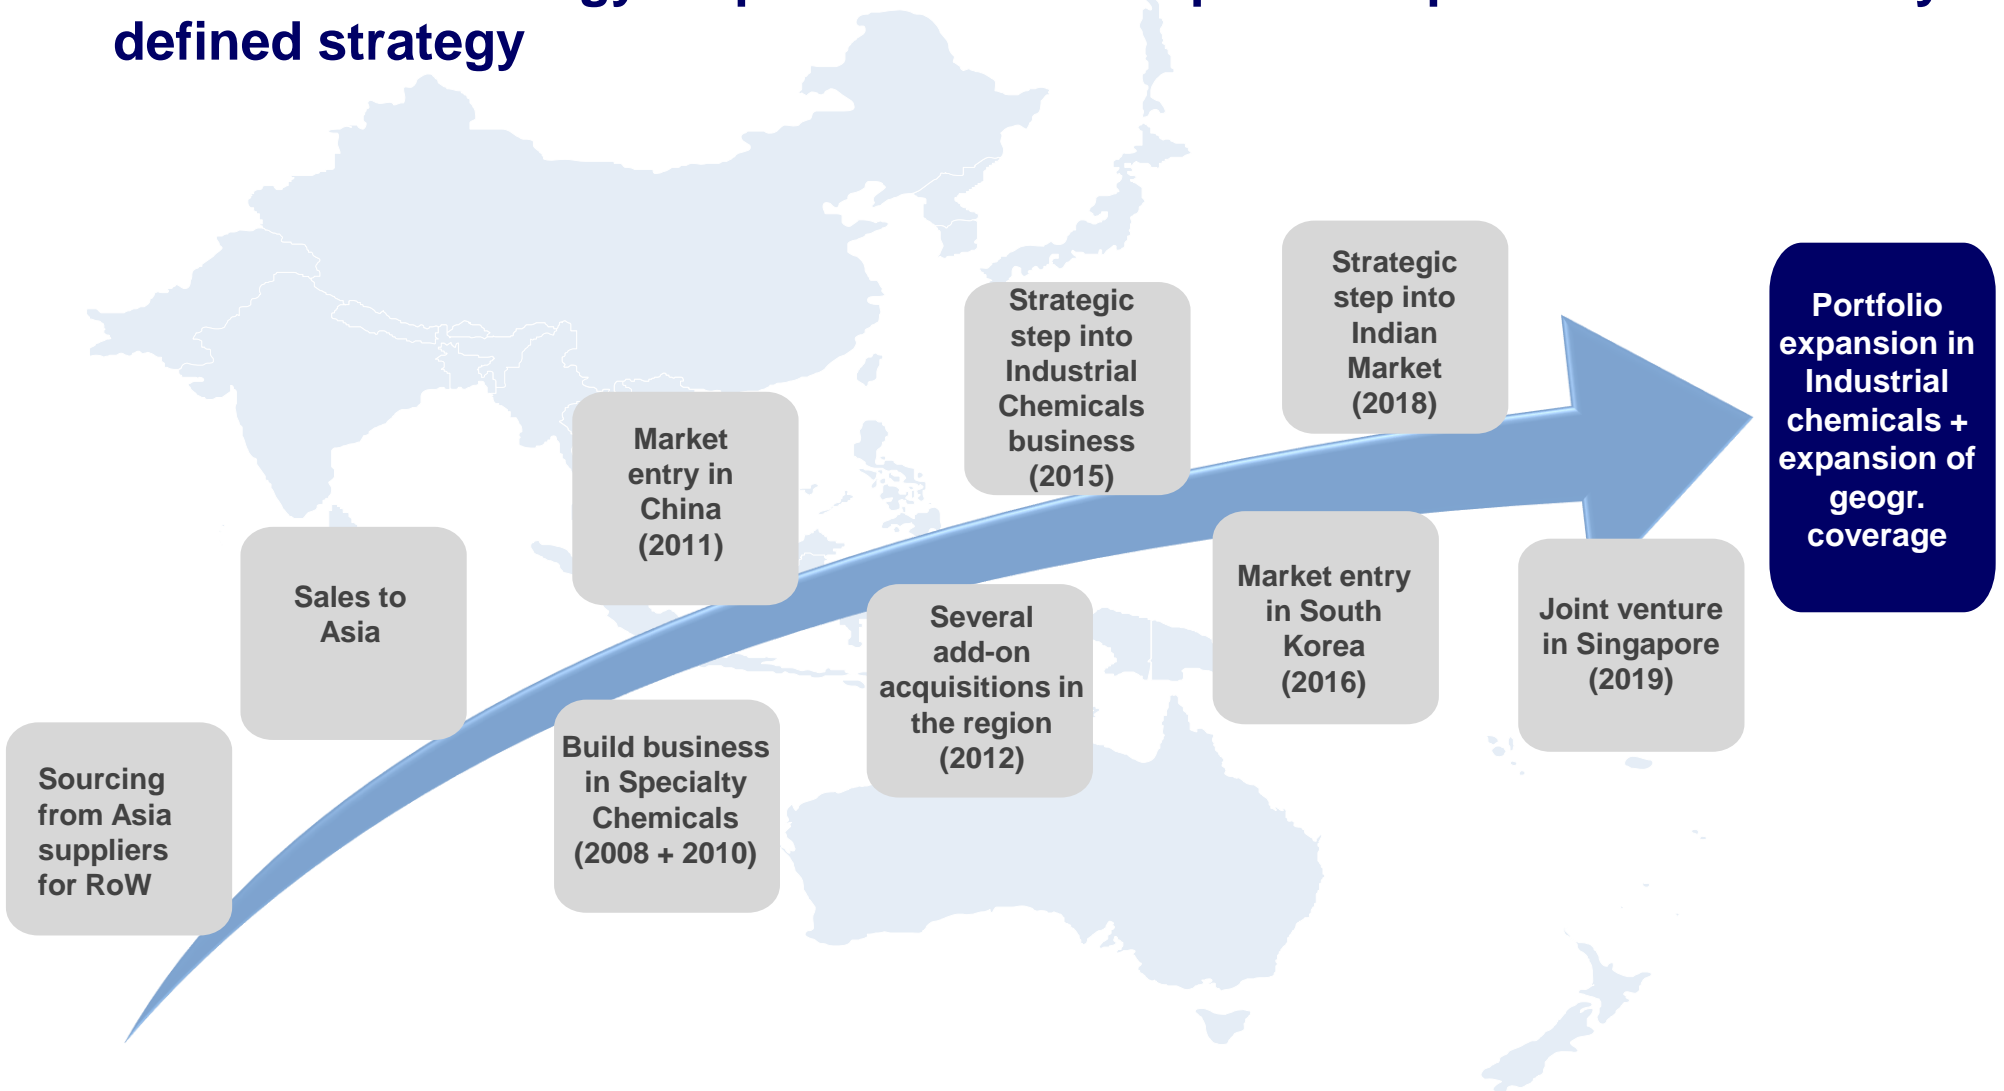 defined strategy
Strategic
step into
Indian
Market
(2018)
Strategic
step into
Industrial
Chemicals
business
(2015)
Portfolio
expansion in
Industrial
chemicals +
expansion of
geogr.
coverage
Market
entry in
China
(2011)
Sales to
Asia
Market entry
in South
Korea
(2016)
Joint venture
in Singapore
(2019)
Several
add-on
acquisitions in
the region
(2012)
Build business
in Specialty
Chemicals
(2008 + 2010)
Sourcing
from Asia
suppliers
for RoW